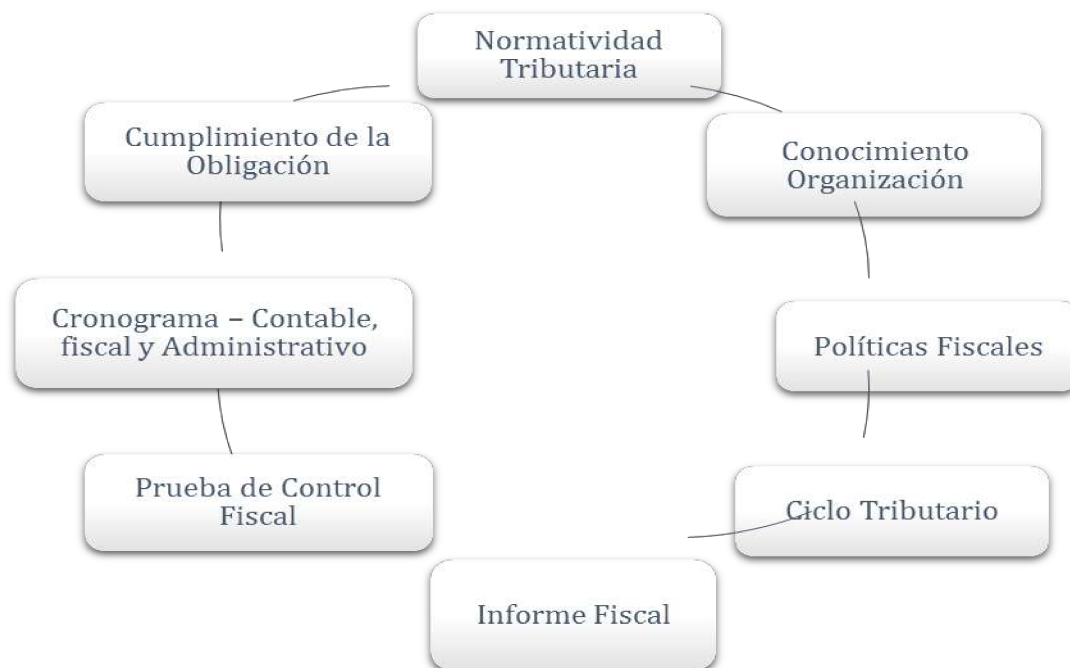 Normatividad
Tributaria
Conocimiento
Organización
Políticas Fiscales
Ciclo Tributario
Informe Fiscal
Prueba de Control
Fiscal
Cronograma – Contable,
fiscal y Administrativo
Cumplimiento de la
Obligación